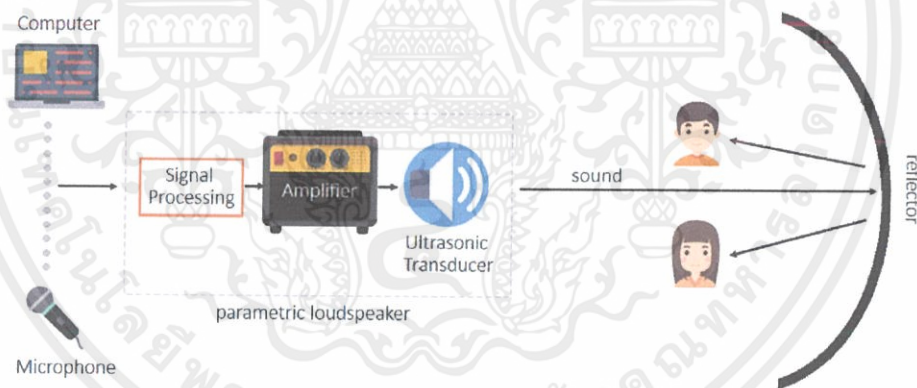 Computer
Signal
Processing
Amplifier
Ultrasonic
Transducer
sound
reflector
parametric loudspeaker
Microphone